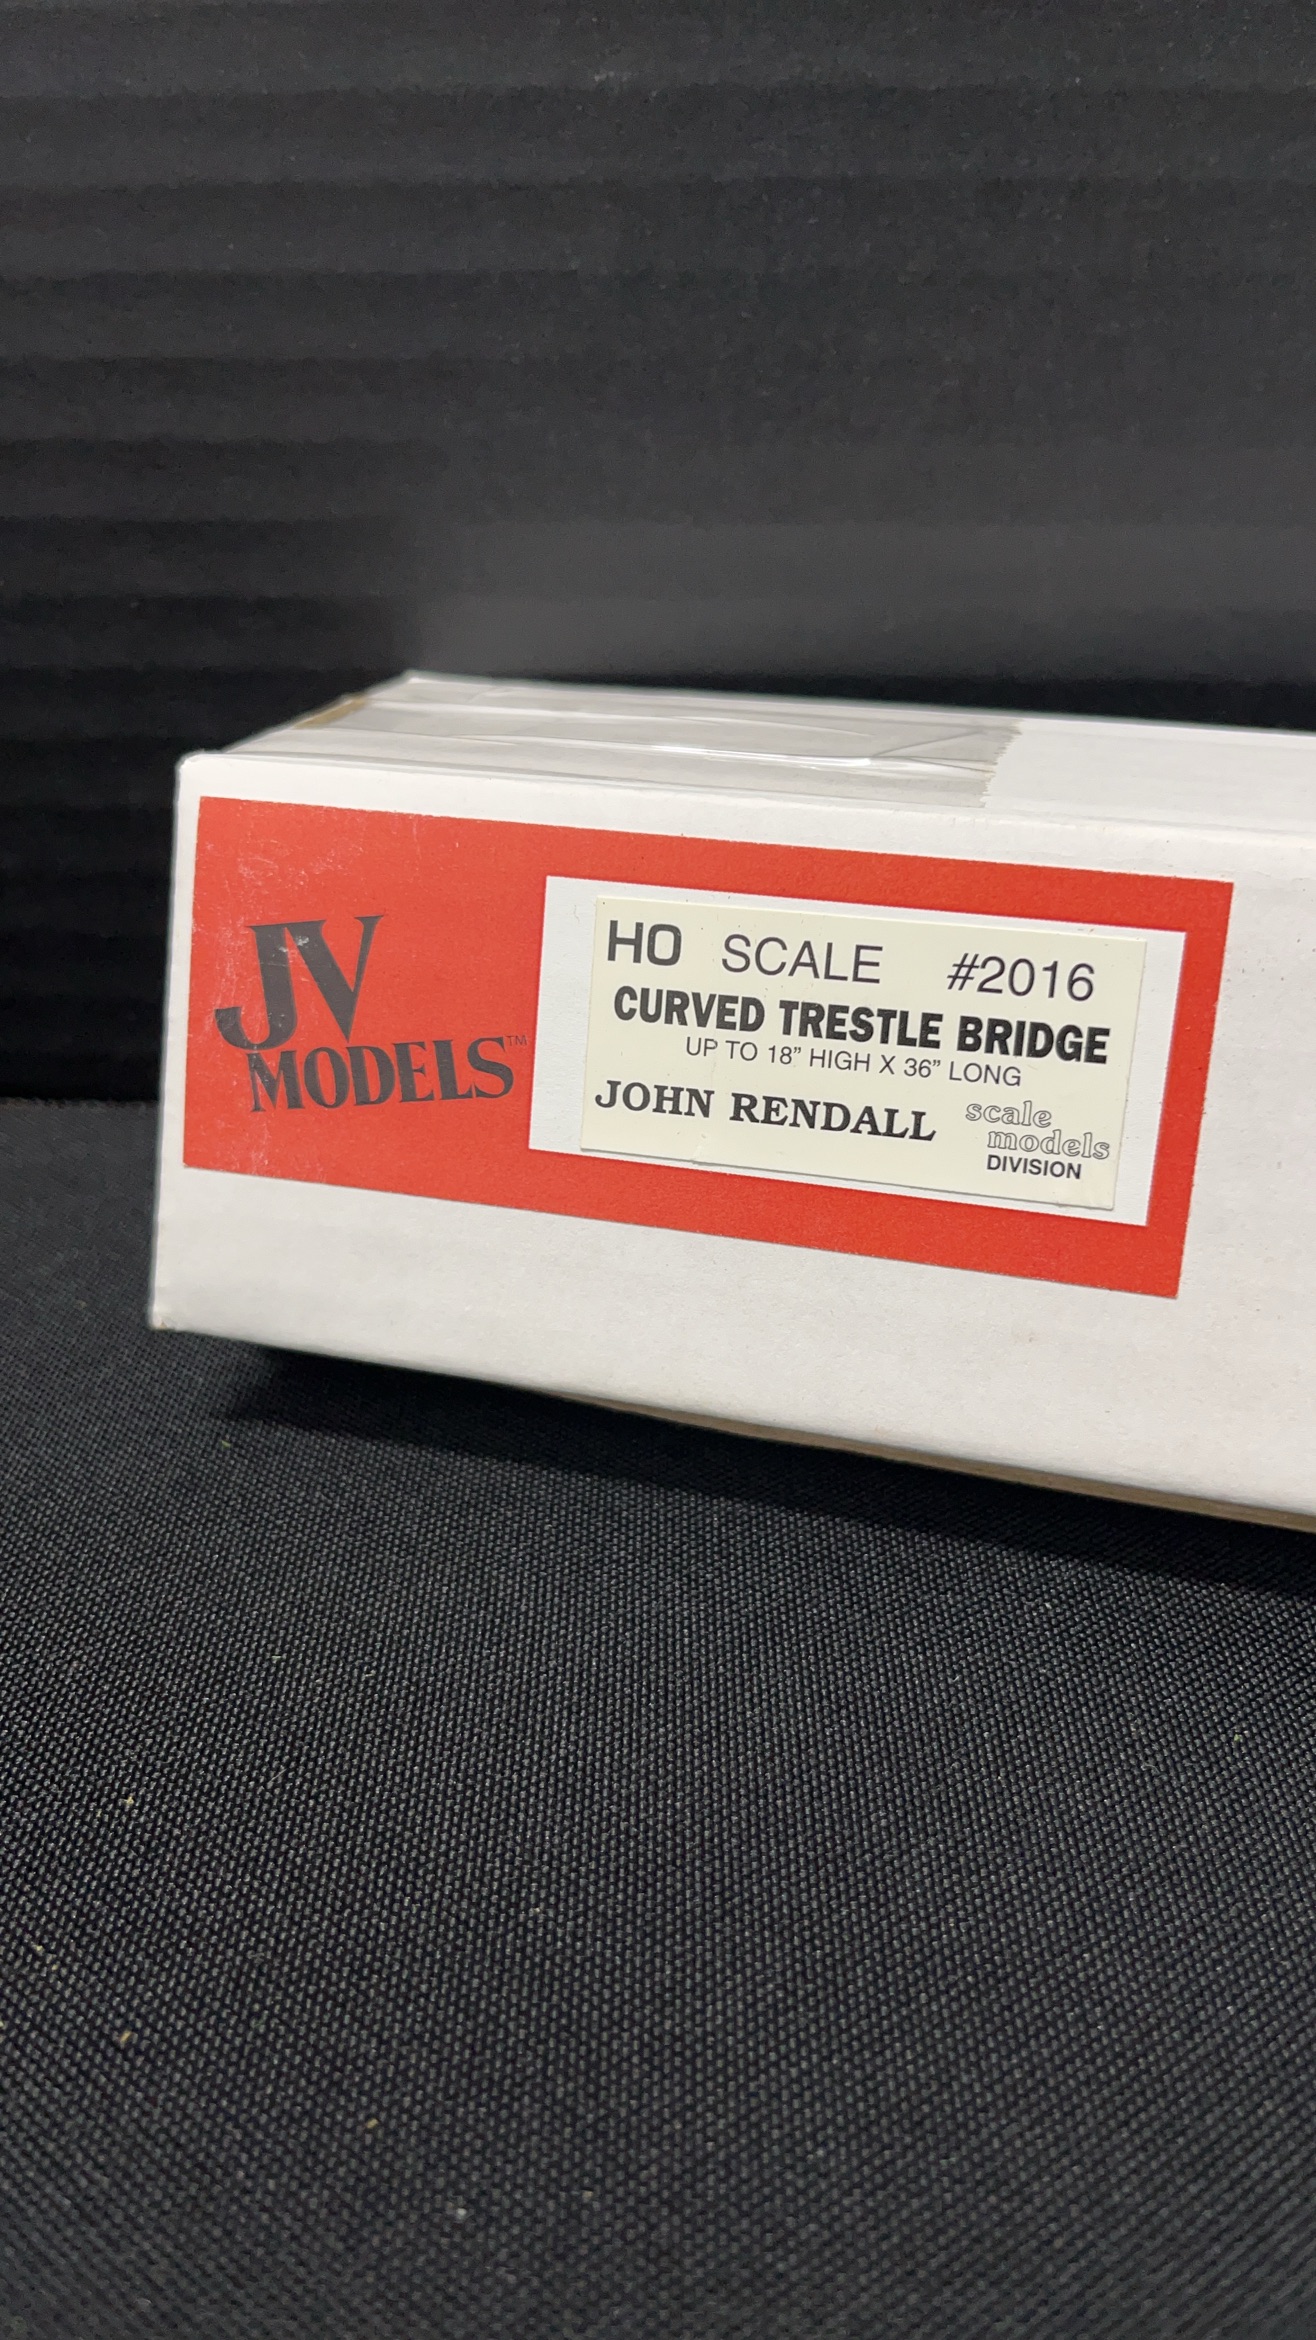 JV
MODELS™
HO SCALE #2016
CURVED TRESTLE BRIDGE
UP TO 18” HIGH X 36” LONG
JOHN RENDALL
scale
models
DIVISION